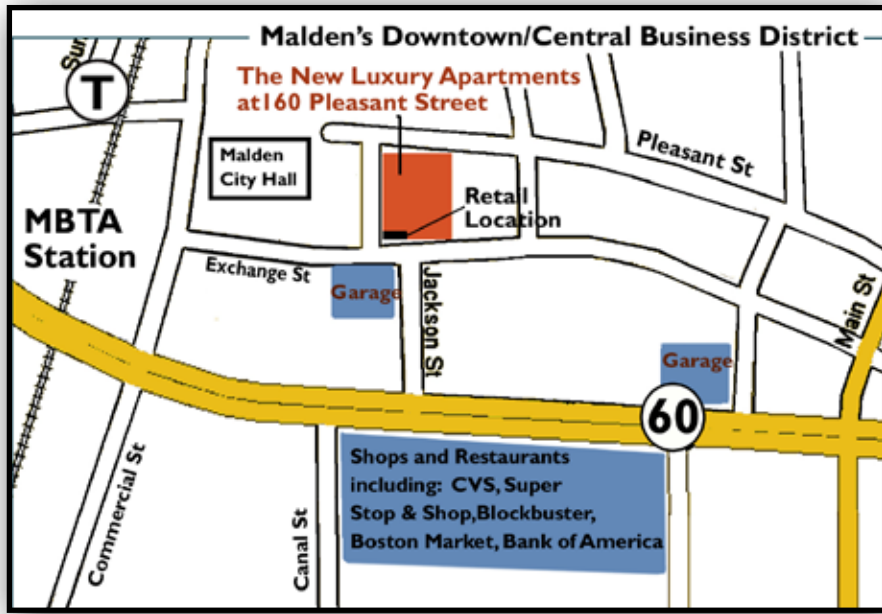 Malden's Downtown/Central Business District
The New Luxury Apartments
at160 Pleasant Street
T
Malden
City Hall
Pleasant St
Retail
Location
MBTA
Station
Exchange St
Garage
Jackson St
Main St
Garage
60
Shops and Restaurants
including: CVS, Super
Stop & Shop,Blockbuster,
Boston Market, Bank of America
Commercial St
Canal St